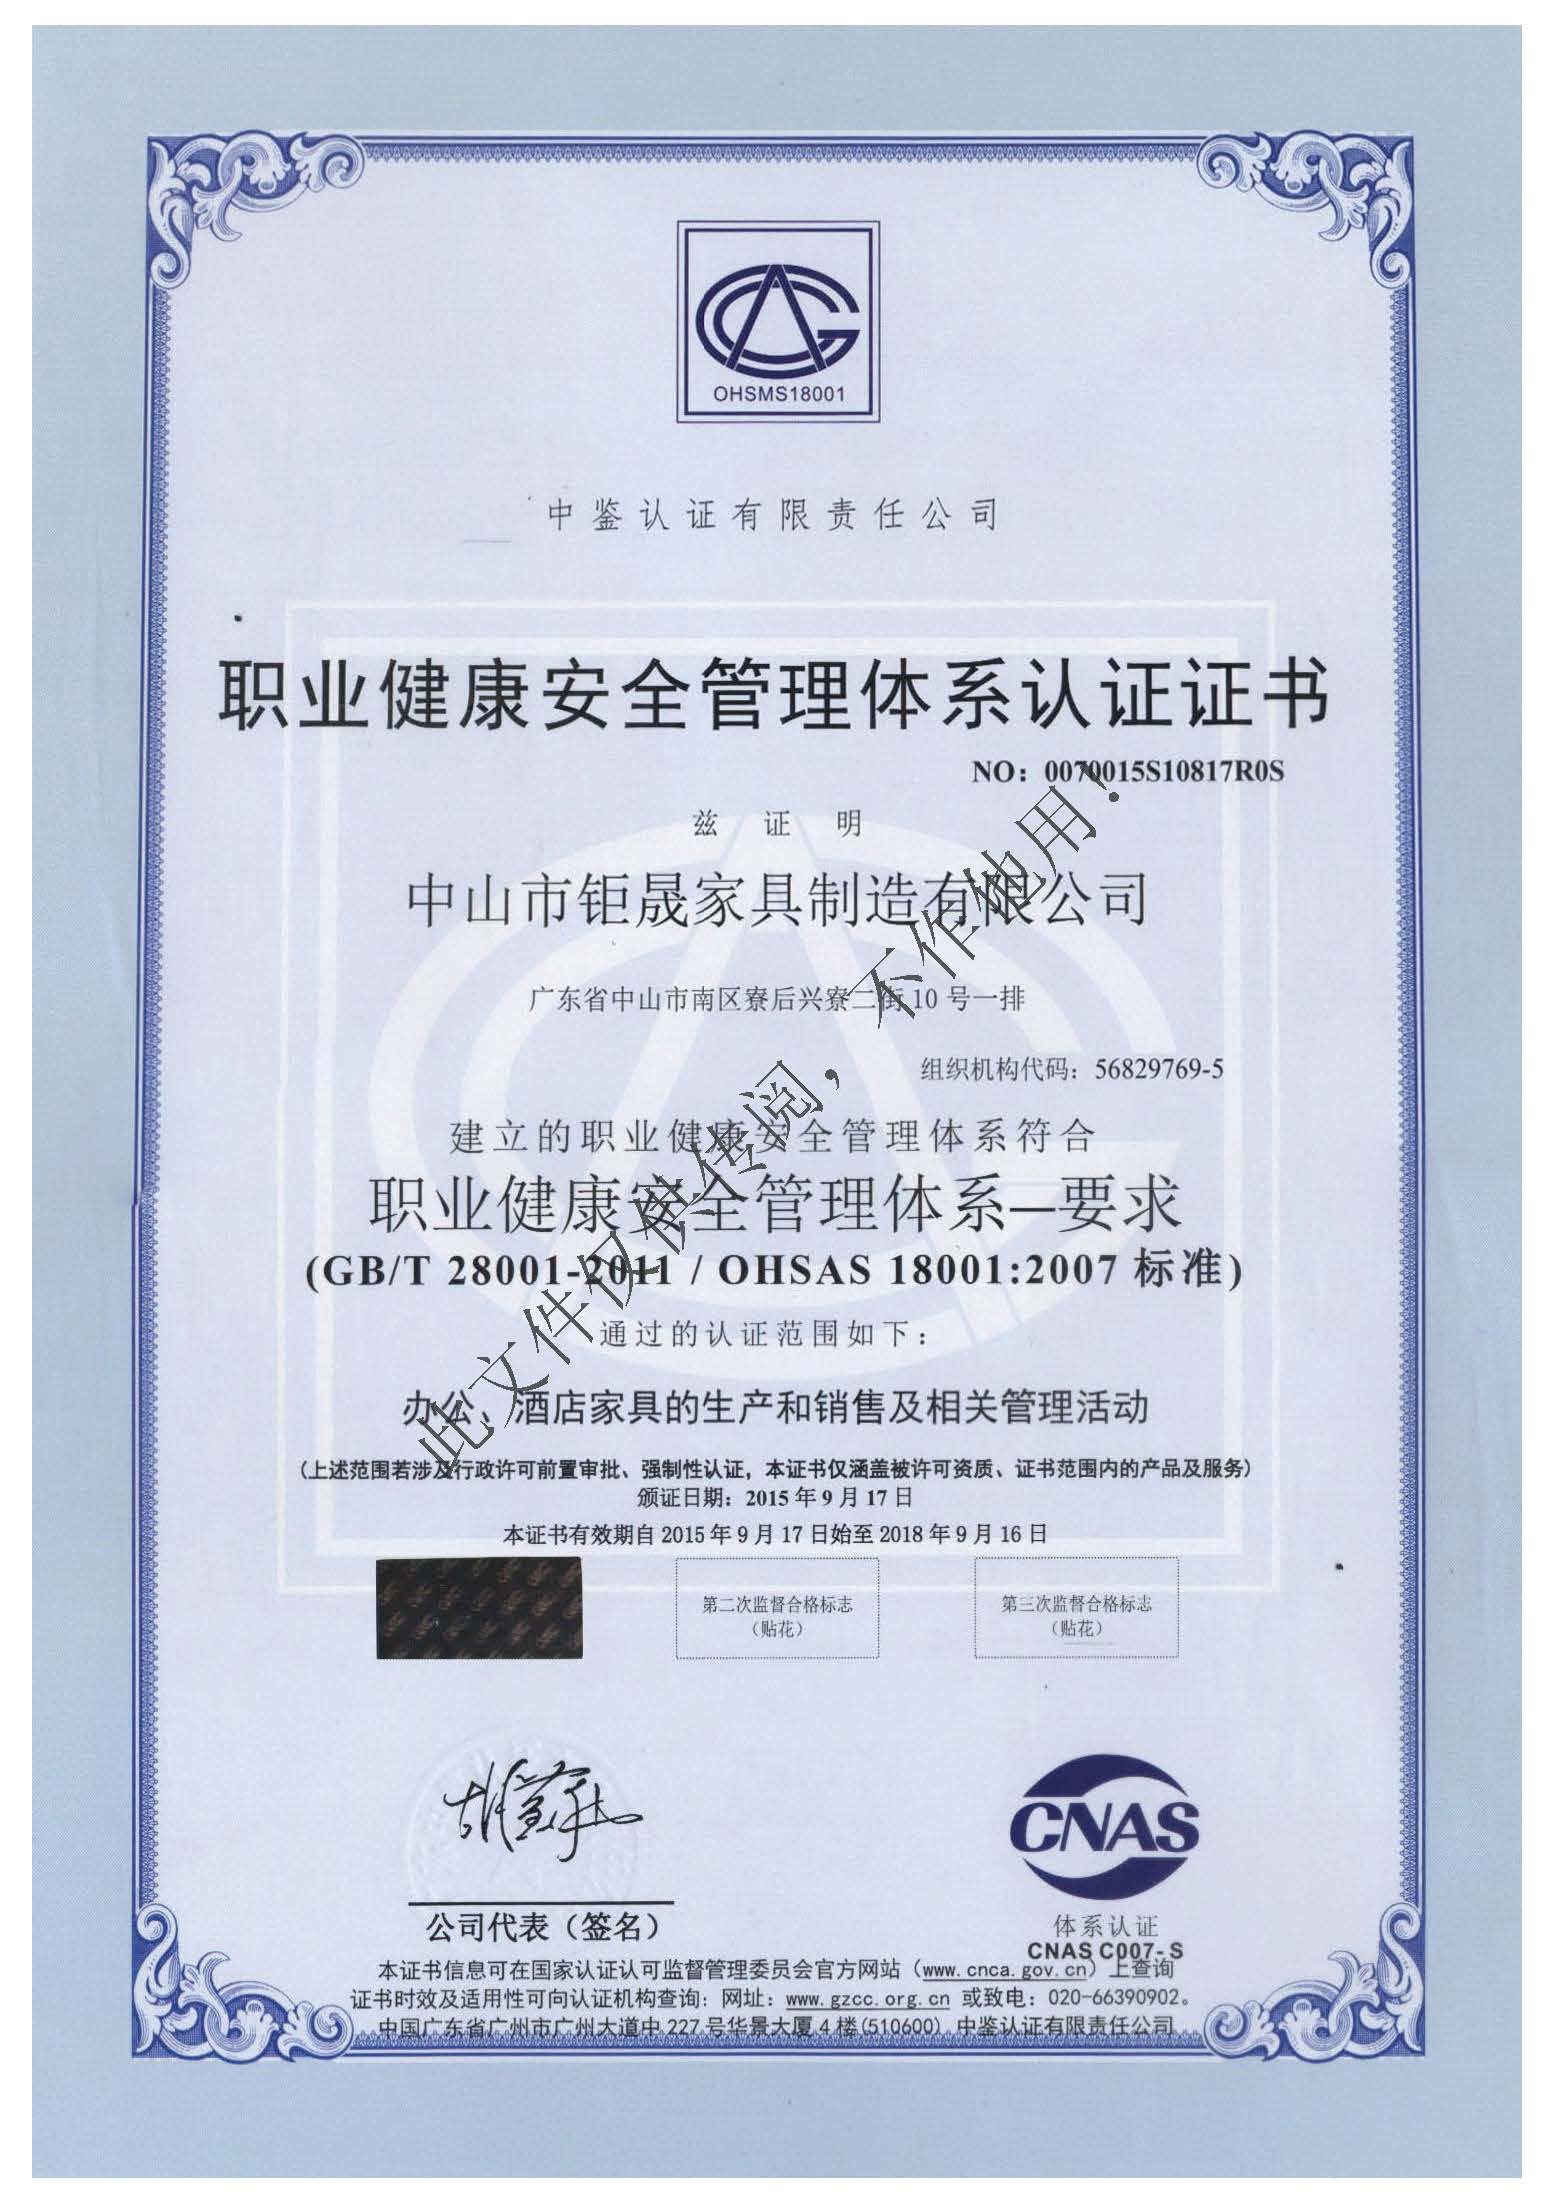 OHSMS18001
中鉴认证有限责任公司
职业健康安全管理体系认证证书
NO：0070015S10817R0S
兹证明
中山市钜晟家具制造有限公司
广东省中山市南区寮后兴寮二街10号一排
组织机构代码：56829769-5
建立的职业健康安全管理体系符合
职业健康安全管理体系—要求
(GB/T 28001-2011 / OHSAS 18001:2007 标准)
通过的认证范围如下：
办公、酒店家具的生产和销售及相关管理活动
（上述范围若涉及行政许可前置审批、强制性认证，本证书仅涵盖被许可资质、证书范围内的产品及服务）
颁证日期：2015年9月17日
本证书有效期自2015年9月17日始至2018年9月16日
第二次监督合格标志
（贴花）
第三次监督合格标志
（贴花）
CNAS
公司代表（签名）
体系认证
CNAS C007-S
本证书信息可在国家认证认可监督管理委员会官方网站（www.cnca.gov.cn）上查询
证书时效及适用性可向认证机构查询：网址：www.gzcc.org.cn 或致电：020-66390902。
中国广东省广州市广州大道中227号华景大厦4楼(510600) 中鉴认证有限责任公司
此文件仅供传阅，不作他用！